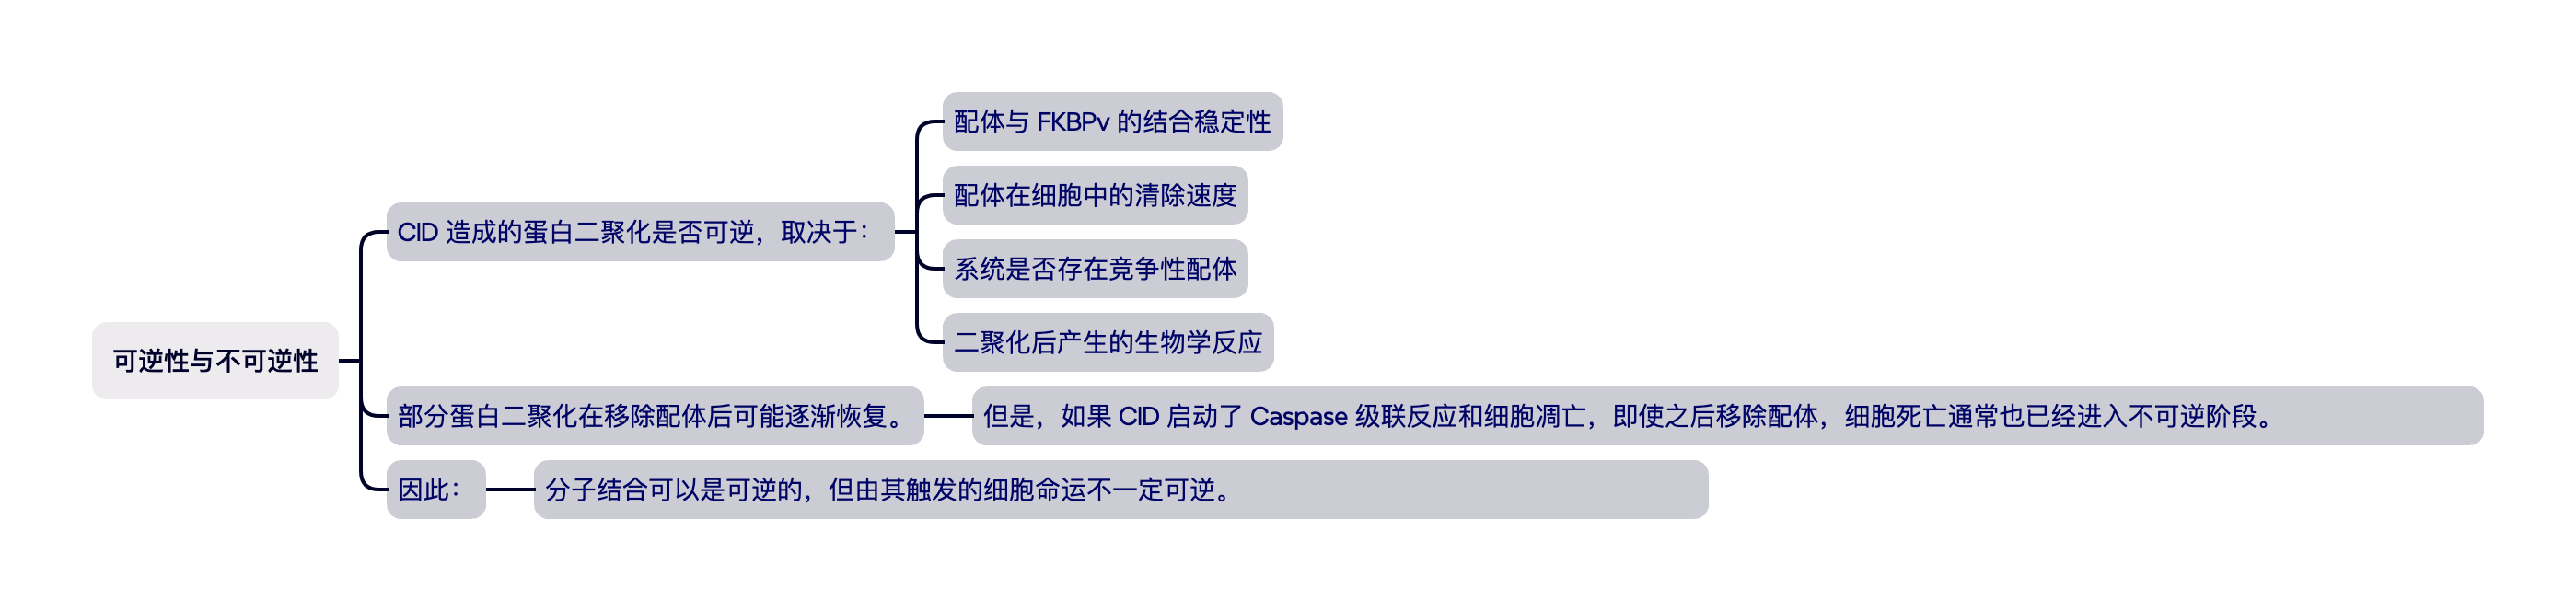 可逆性与不可逆性
CID 造成的蛋白二聚化是否可逆，取决于：
配体与 FKBPv 的结合稳定性
配体在细胞中的清除速度
系统是否存在竞争性配体
二聚化后产生的生物学反应
部分蛋白二聚化在移除配体后可能逐渐恢复。
但是，如果 CID 启动了 Caspase 级联反应和细胞凋亡，即使之后移除配体，细胞死亡通常也已经进入不可逆阶段。
因此：
分子结合可以是可逆的，但由其触发的细胞命运不一定可逆。